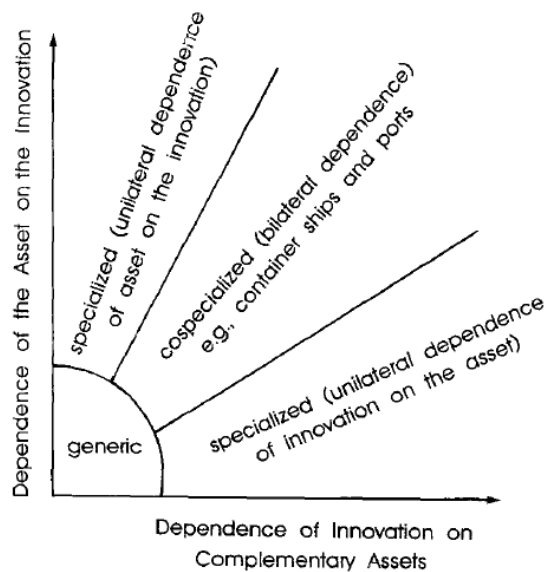 Dependence of the Asset on the Innovation
specialized (unilateral dependence
of asset on the innovation)
cospecialized (bilateral dependence)
e.g., container ships and ports
specialized (unilateral dependence
of innovation on the asset)
generic
Dependence of Innovation on
Complementary Assets